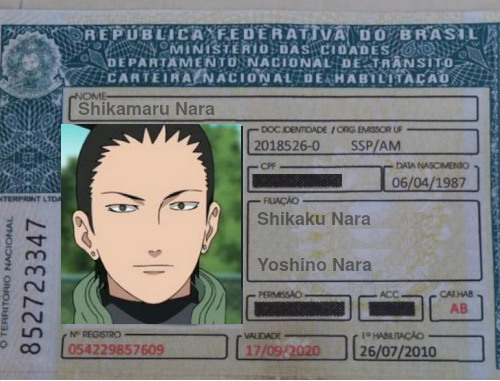 REPÚBLICA FEDERATIVA DO BRASIL
MINISTÉRIO DAS CIDADES
DEPARTAMENTO NACIONAL DE TRÂNSITO
CARTEIRA NACIONAL DE HABILITAÇÃO
NOME
Shikamaru Nara
DOC. IDENTIDADE / ORG. EMISSOR UF
2018526-0 SSP/AM
CPF
DATA NASCIMENTO
06/04/1987
FILIAÇÃO
Shikaku Nara
Yoshino Nara
PERMISSÃO
ACC
CAT. HAB.
AB
Nº REGISTRO
054229857609
VALIDADE
17/09/2020
1ª HABILITAÇÃO
26/07/2010
INTERPRINT LTDA
O TERRITÓRIO NACIONAL
852723347